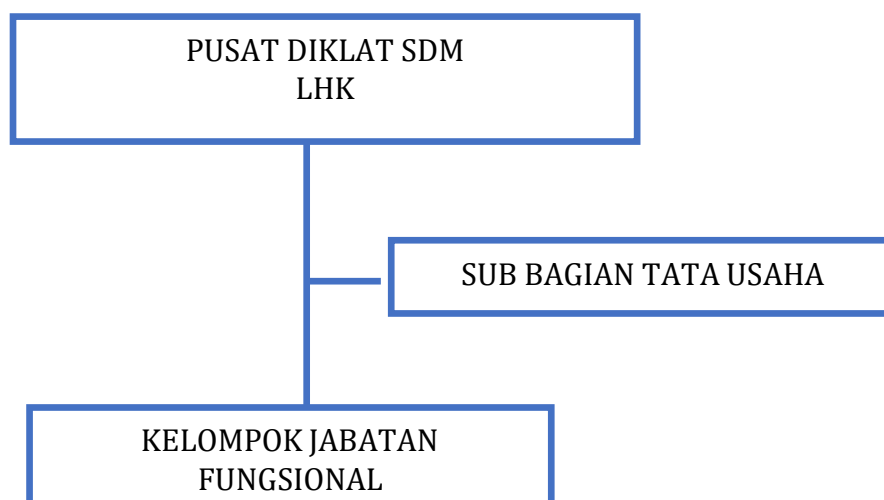 PUSAT DIKLAT SDM
LHK
SUB BAGIAN TATA USAHA
KELOMPOK JABATAN
FUNGSIONAL